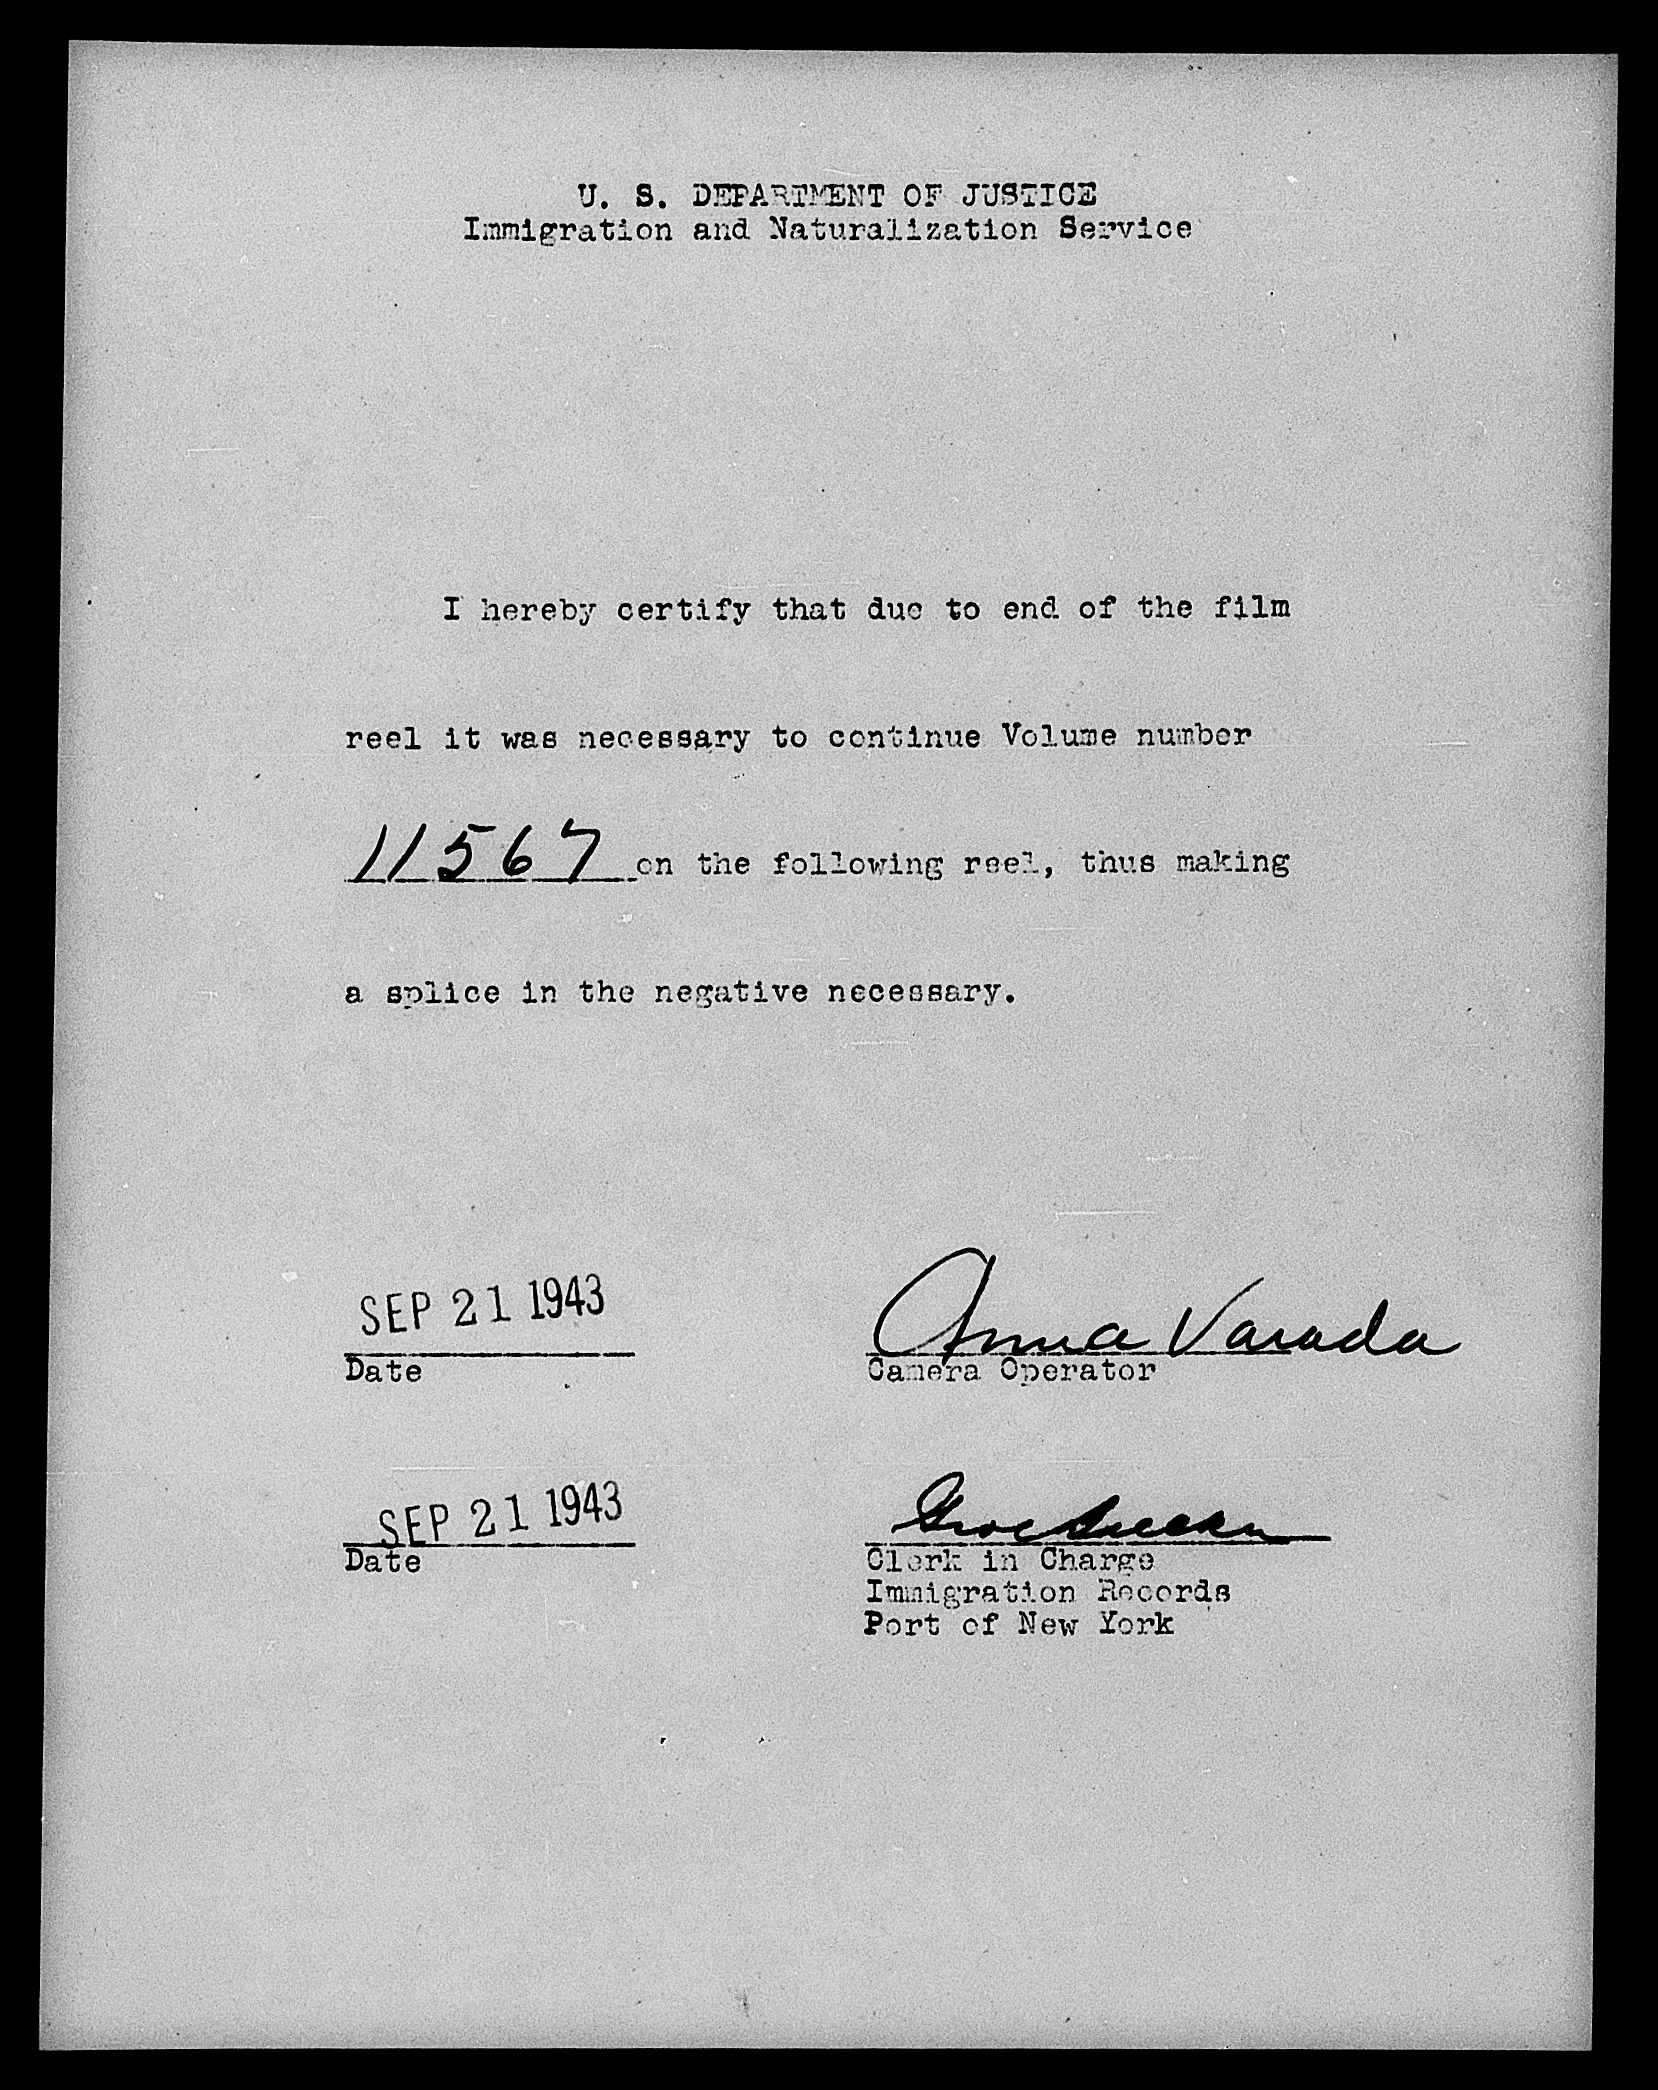 U. S. DEPARTMENT OF JUSTICE
Immigration and Naturalization Service
I hereby certify that due to end of the film
reel it was necessary to continue Volume number
11567 on the following reel, thus making
a splice in the negative necessary.
SEP 21 1943
Anna Varada
Date
Camera Operator
SEP 21 1943
Date
Clerk in Charge
Immigration Records
Port of New York